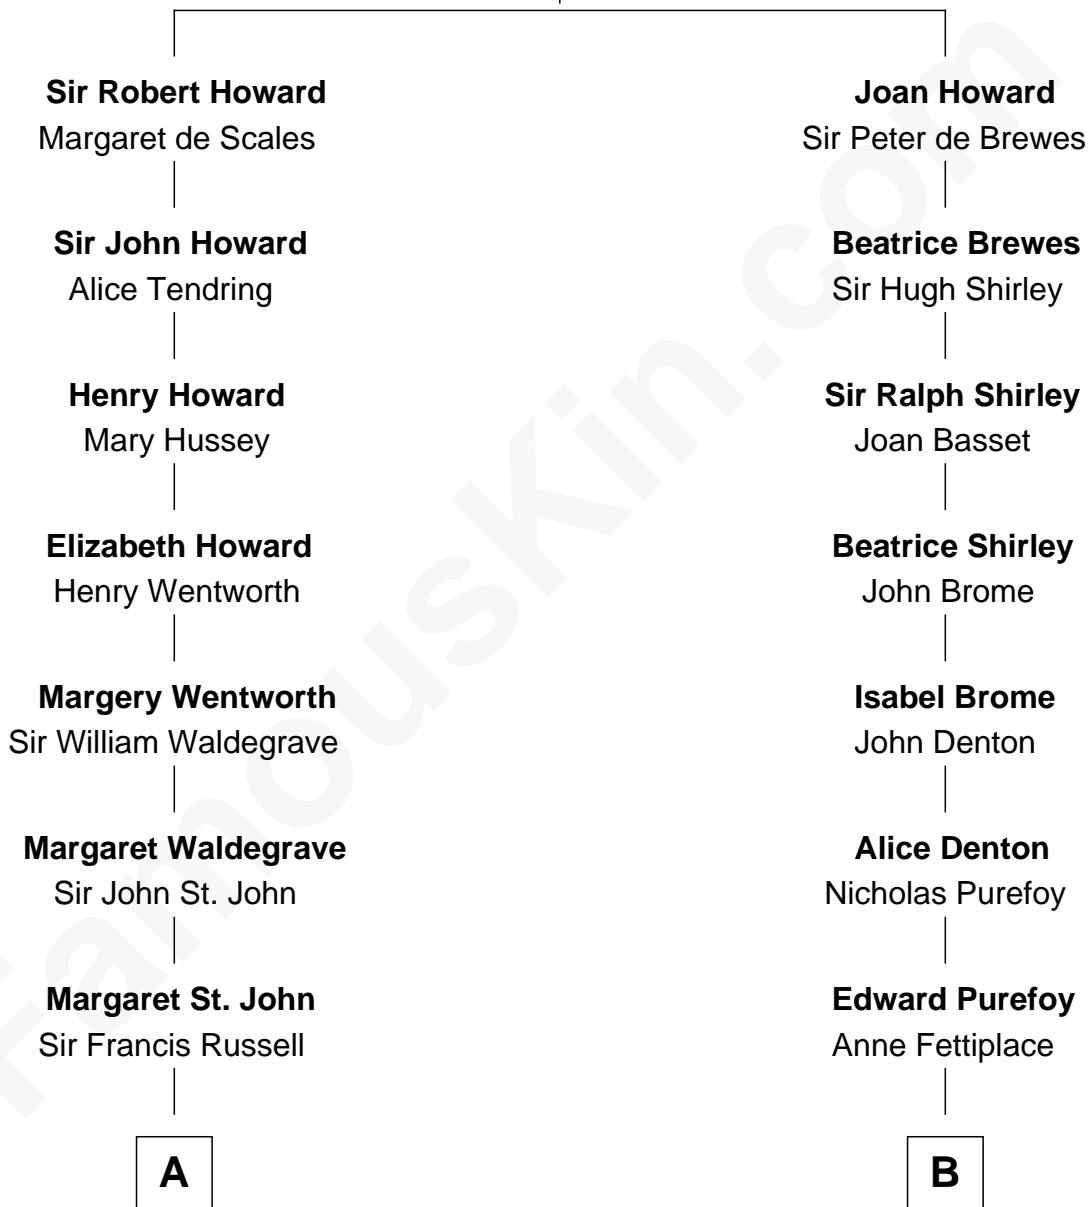 Sir Robert Howard
Margaret de Scales
Sir John Howard
Alice Tendring
Henry Howard
Mary Hussey
Elizabeth Howard
Henry Wentworth
Margery Wentworth
Sir William Waldegrave
Margaret Waldegrave
Sir John St. John
Margaret St. John
Sir Francis Russell
A
Joan Howard
Sir Peter de Brewes
Beatrice Brewes
Sir Hugh Shirley
Sir Ralph Shirley
Joan Basset
Beatrice Shirley
John Brome
Isabel Brome
John Denton
Alice Denton
Nicholas Purefoy
Edward Purefoy
Anne Fettiplace
B
FamousKin.com